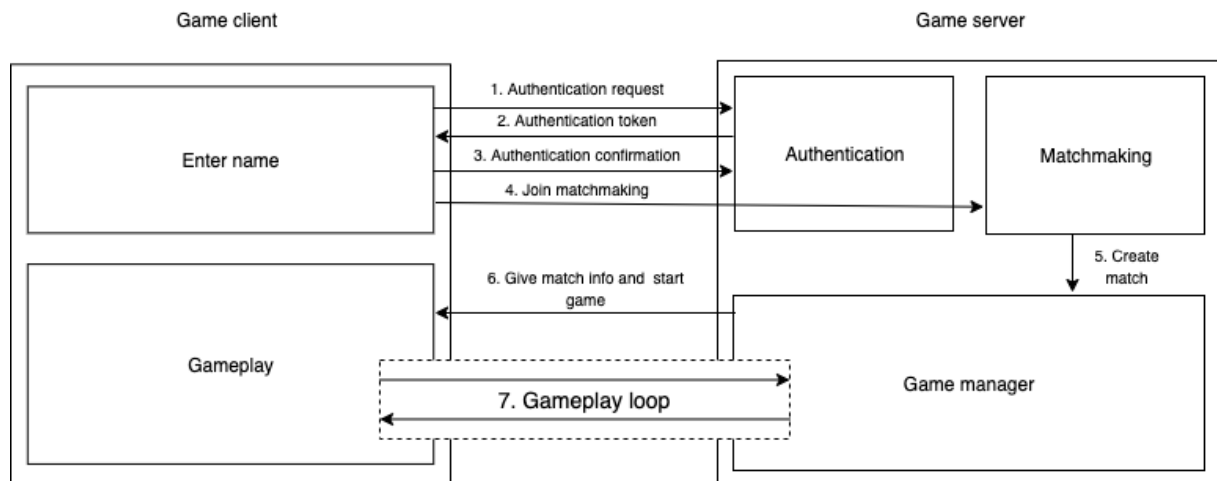 Game client
Game server
1. Authentication request
2. Authentication token
Enter name
3. Authentication confirmation
Authentication
Matchmaking
4. Join matchmaking
5. Create
match
6. Give match info and start
game
Gameplay
7. Gameplay loop
Game manager